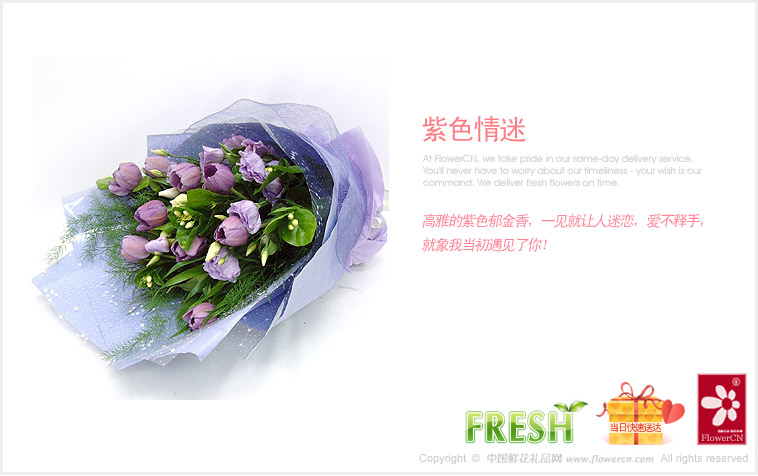 紫色情迷
At FlowerCN, we take pride in our same-day delivery service.
You'll never have to worry about our timeliness - your wish is our
command. We deliver fresh flowers on time.
高雅的紫色郁金香，一见就让人迷恋，爱不释手，
就象我当初遇见了你！
FRESH
当日快速送达
FlowerCN
Copyright © 中国鲜花礼品网 www.flowercn.com All rights reserved.